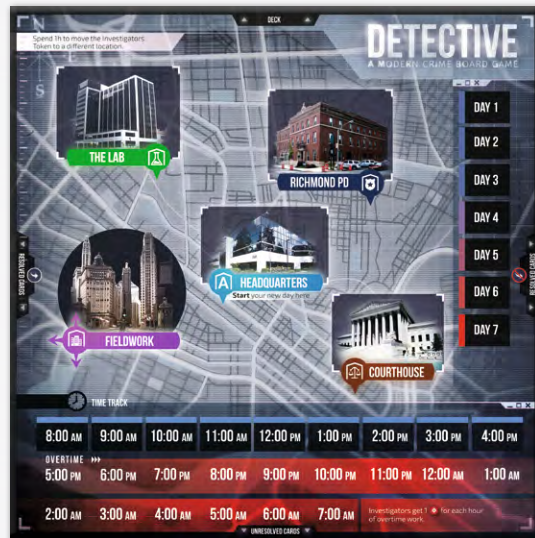 N
DECK
Spend 1h to move the Investigators
Token to a different location.
S
DETECTIVE
A MODERN CRIME BOARD GAME
THE LAB
RICHMOND PD
DAY 1
DAY 2
DAY 3
DAY 4
DAY 5
DAY 6
DAY 7
RESOLVED CARDS
RESOLVED CARDS
HEADQUARTERS
Start your new day here
FIELDWORK
COURTHOUSE
TIME TRACK
8:00 AM 9:00 AM 10:00 AM 11:00 AM 12:00 PM 1:00 PM 2:00 PM 3:00 PM 4:00 PM
OVERTIME
5:00 PM 6:00 PM 7:00 PM 8:00 PM 9:00 PM 10:00 PM 11:00 PM 12:00 AM 1:00 AM
2:00 AM 3:00 AM 4:00 AM 5:00 AM 6:00 AM 7:00 AM
Investigators get 1 for each hour
of overtime work.
UNRESOLVED CARDS